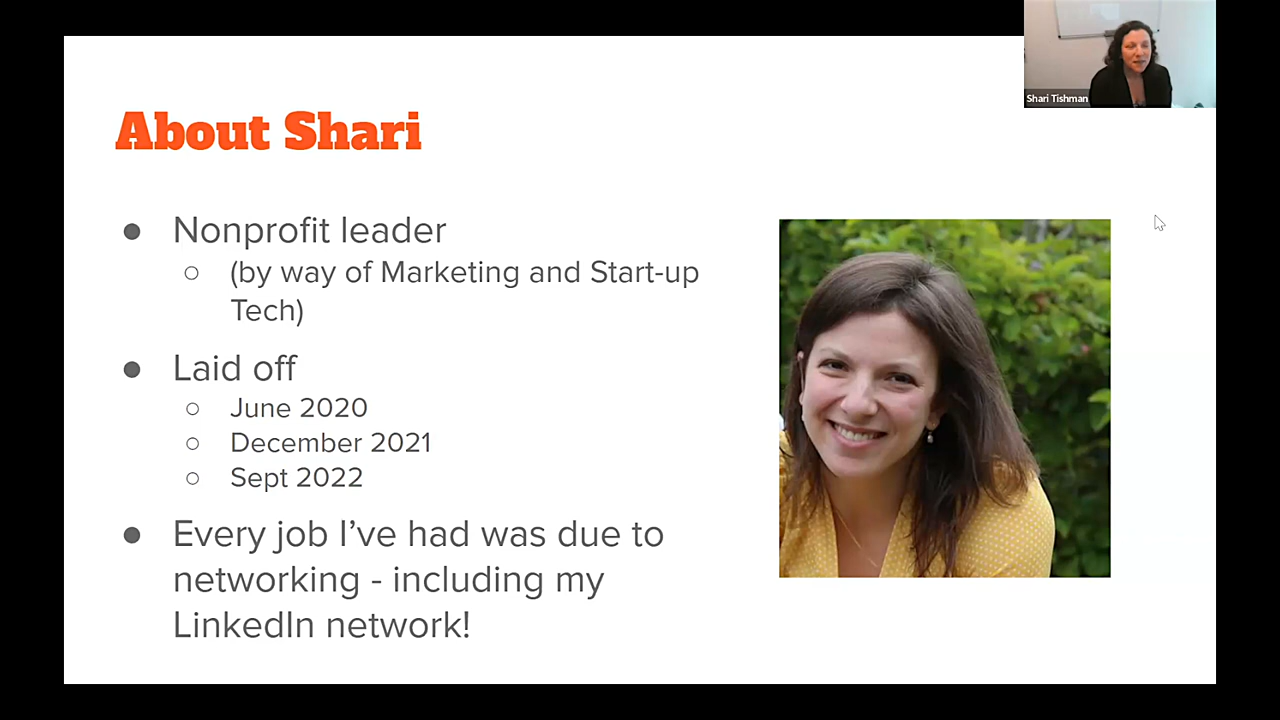 Shari Tishman
About Shari
● Nonprofit leader
○ (by way of Marketing and Start-up
Tech)
● Laid off
○ June 2020
○ December 2021
○ Sept 2022
● Every job I've had was due to
networking - including my
LinkedIn network!